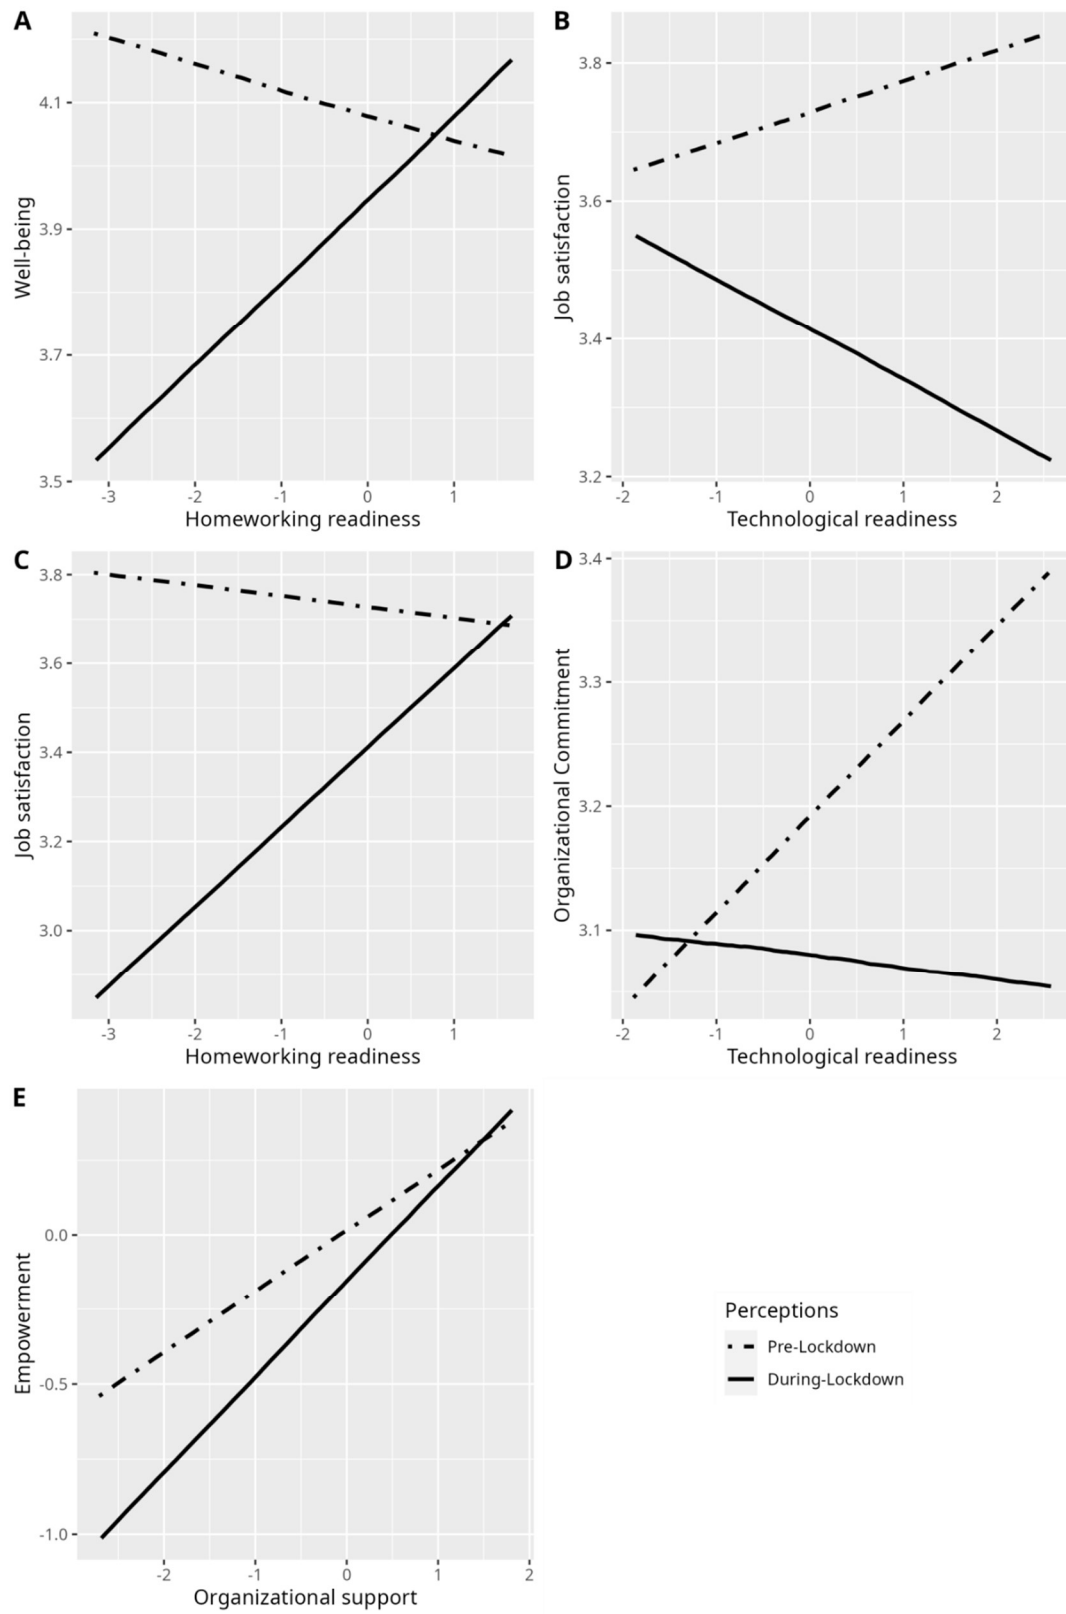 A
Well-being
4.1
3.9
3.7
3.5
-3 -2 -1 0 1
Homeworking readiness
B
Job satisfaction
3.8
3.6
3.4
3.2
-2 -1 0 1 2
Technological readiness
C
Job satisfaction
3.8
3.6
3.4
3.2
3.0
-3 -2 -1 0 1
Homeworking readiness
D
Organizational Commitment
3.4
3.3
3.2
3.1
-2 -1 0 1 2
Technological readiness
E
Empowerment
0.0
-0.5
-1.0
-2 -1 0 1 2
Organizational support
Perceptions
Pre-Lockdown
During-Lockdown